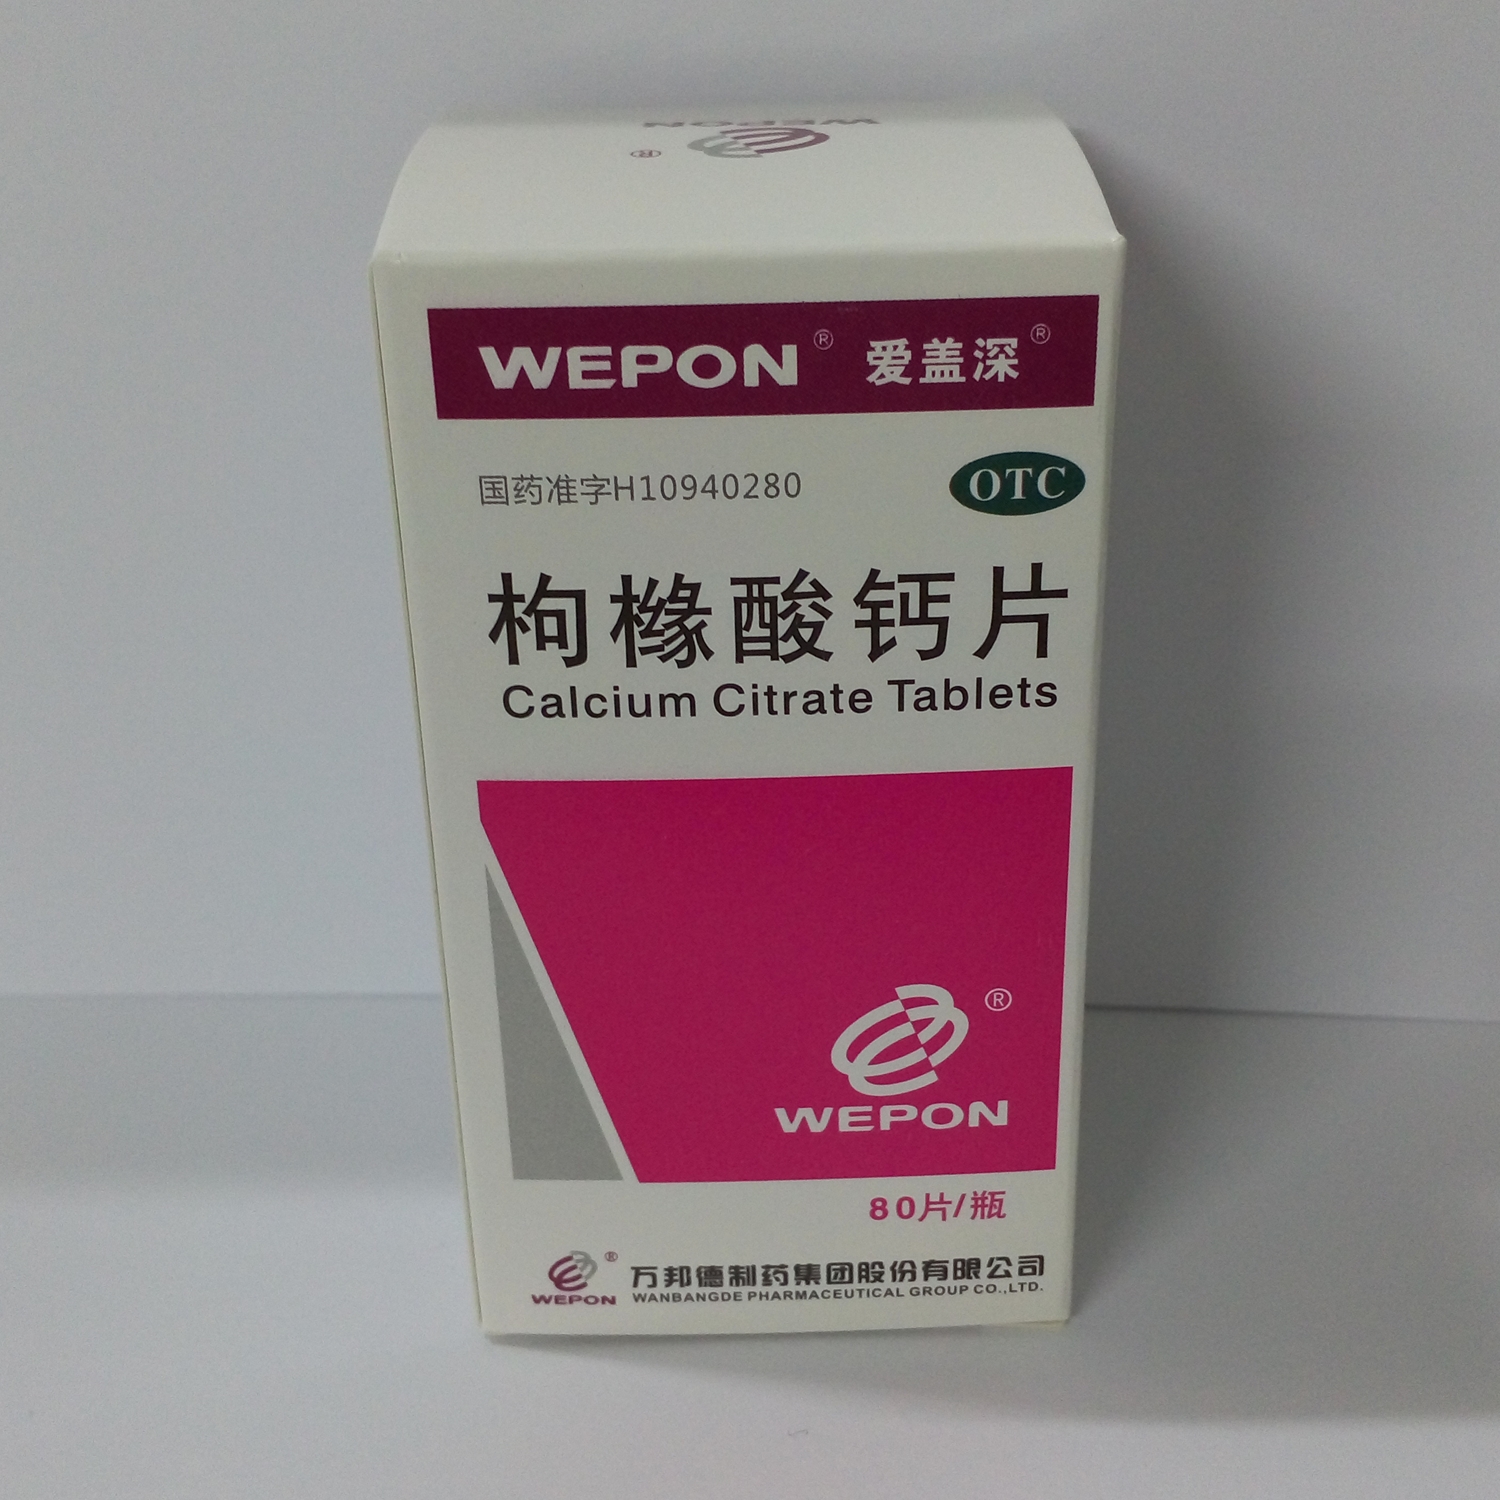 WEPON
®
WEPON® 爱盖深®
国药准字H10940280
OTC
枸橼酸钙片
Calcium Citrate Tablets
®
WEPON
80片/瓶
®
WEPON
万邦德制药集团股份有限公司
WANBANGDE PHARMACEUTICAL GROUP CO.,LTD.